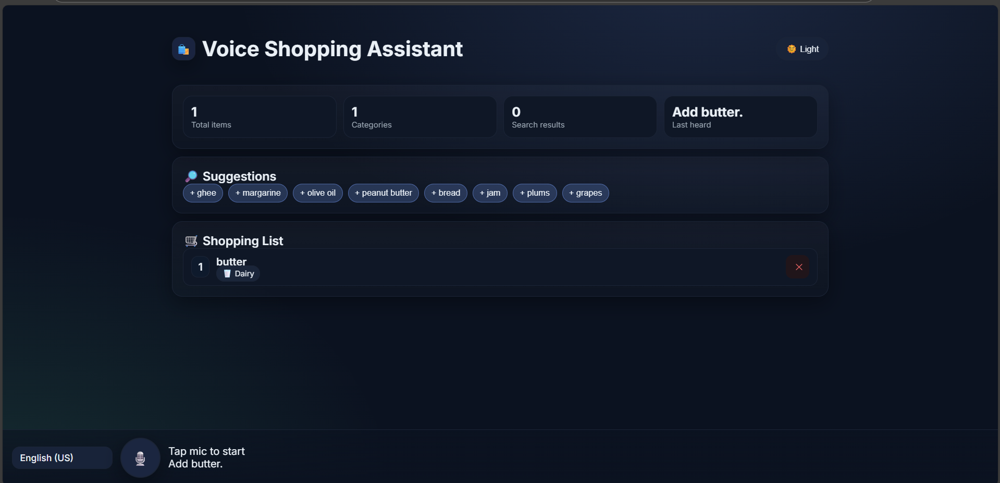 Voice Shopping Assistant
Light
1
Total items
1
Categories
0
Search results
Add butter.
Last heard
Suggestions
+ ghee + margarine + olive oil + peanut butter + bread + jam + plums + grapes
Shopping List
1
butter
Dairy
English (US)
Tap mic to start
Add butter.